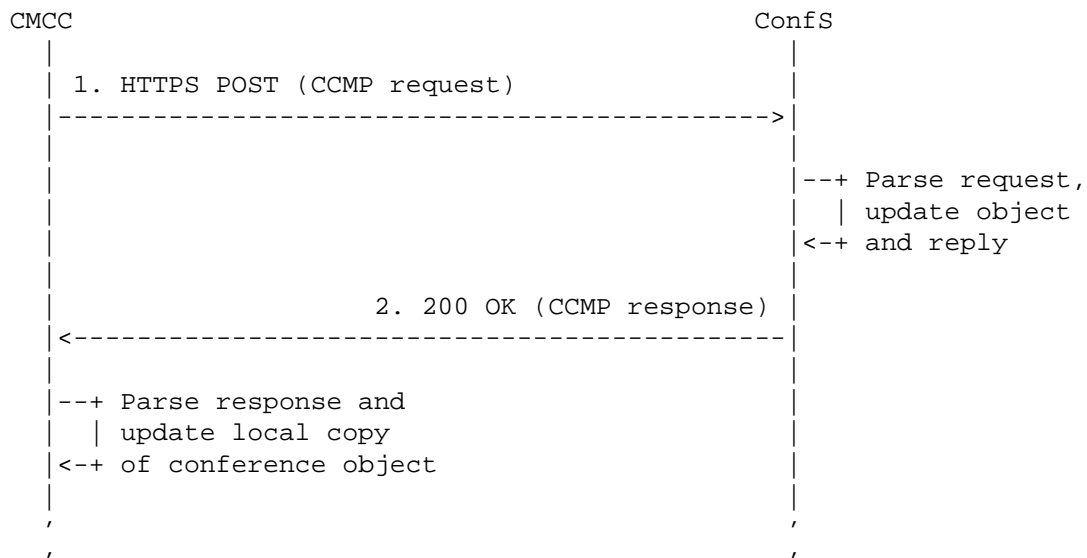 CMCC ConfS
1. HTTPS POST (CCMP request)
Parse request,
update object
and reply
2. 200 OK (CCMP response)
Parse response and
update local copy
of conference object